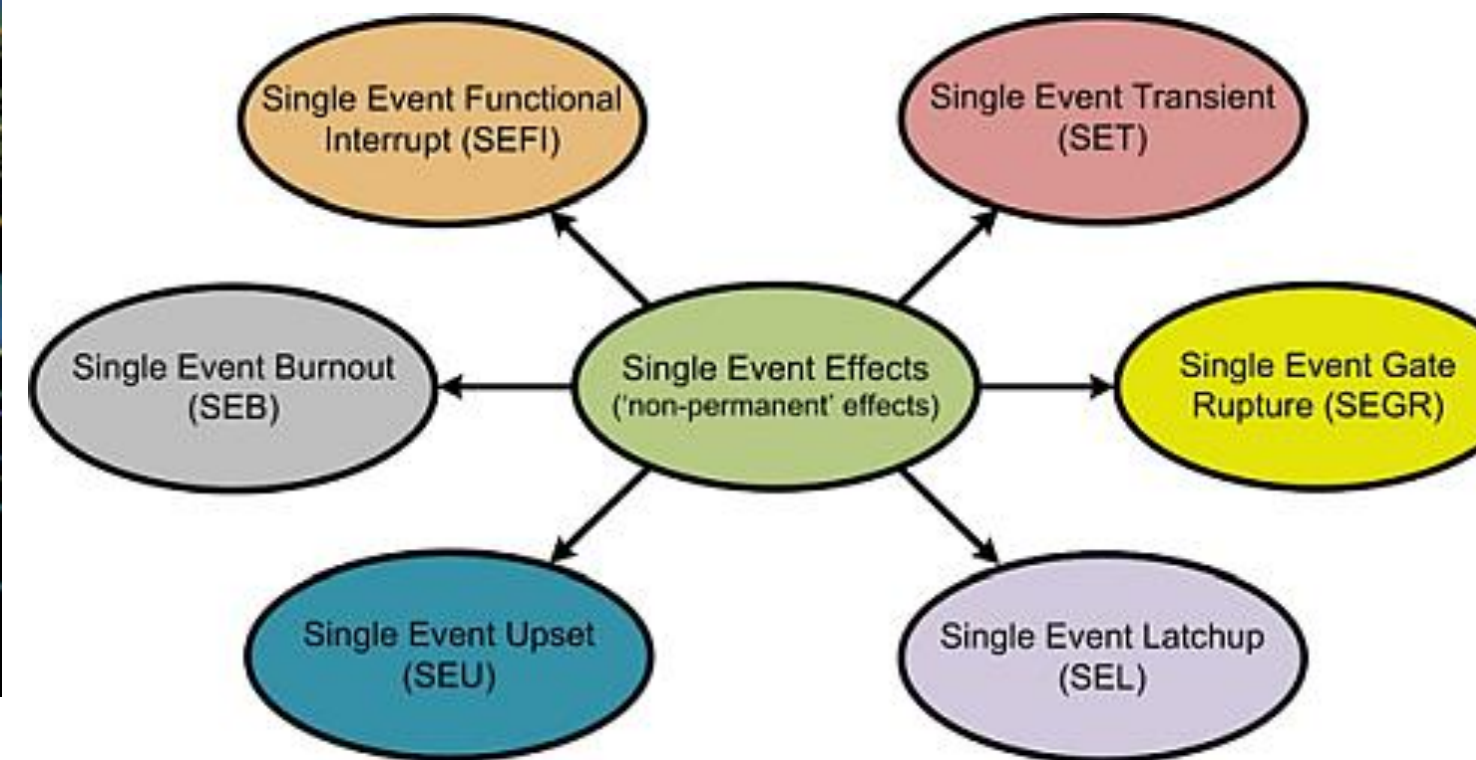 Single Event Functional
Interrupt (SEFI)
Single Event Transient
(SET)
Single Event Burnout
(SEB)
Single Event Effects
(‘non-permanent’ effects)
Single Event Gate
Rupture (SEGR)
Single Event Upset
(SEU)
Single Event Latchup
(SEL)